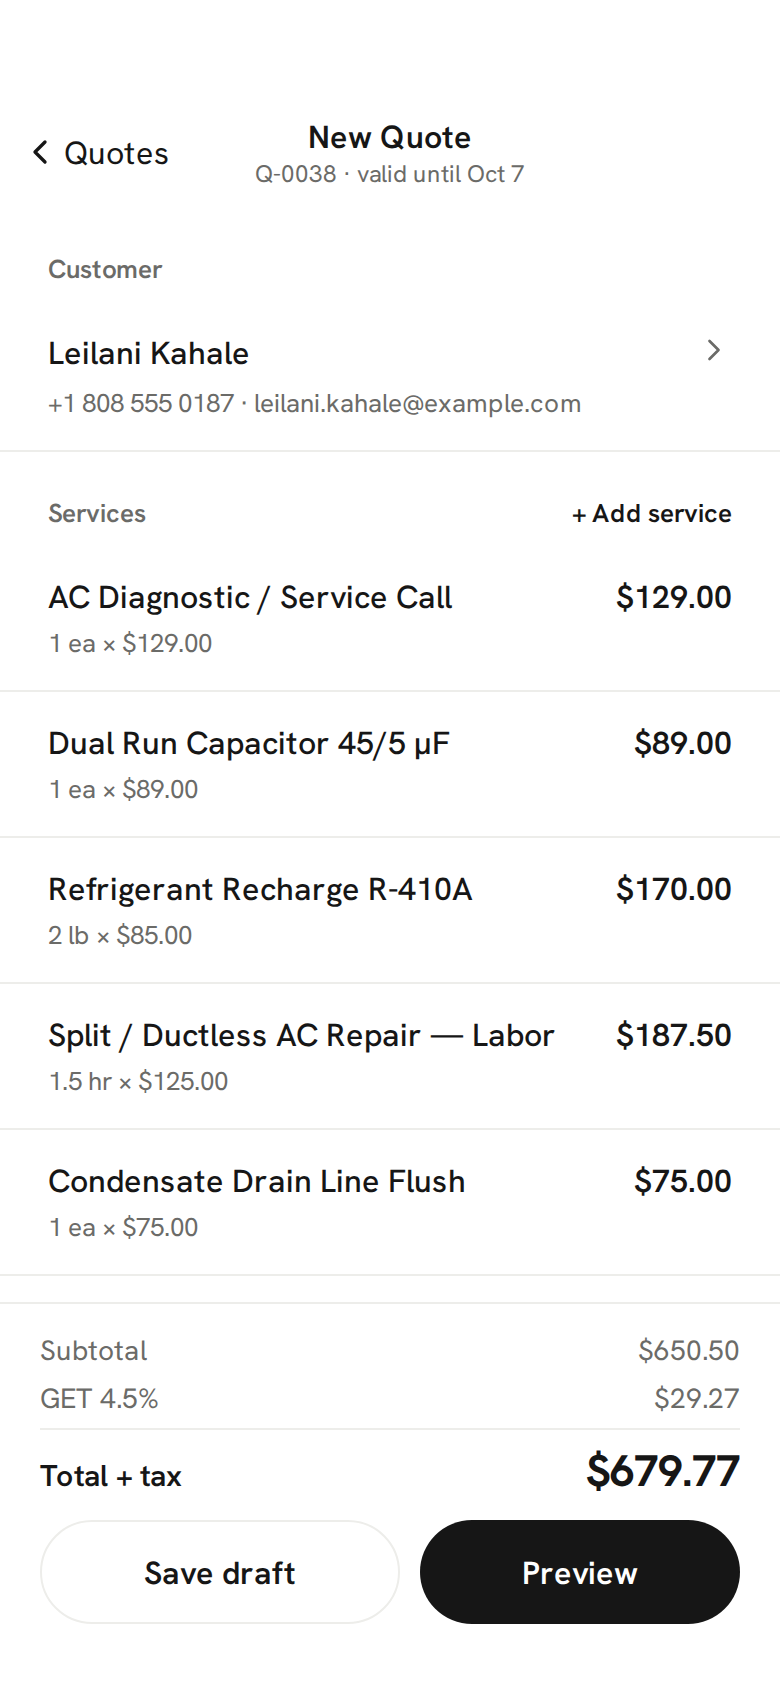 Quotes
New Quote
Q-0038 · valid until Oct 7
Customer
Leilani Kahale
+1 808 555 0187 · leilani.kahale@example.com
Services
+ Add service
AC Diagnostic / Service Call
$129.00
1 ea × $129.00
Dual Run Capacitor 45/5 µF
$89.00
1 ea × $89.00
Refrigerant Recharge R-410A
$170.00
2 lb × $85.00
Split / Ductless AC Repair — Labor
$187.50
1.5 hr × $125.00
Condensate Drain Line Flush
$75.00
1 ea × $75.00
Subtotal
$650.50
GET 4.5%
$29.27
Total + tax
$679.77
Save draft
Preview